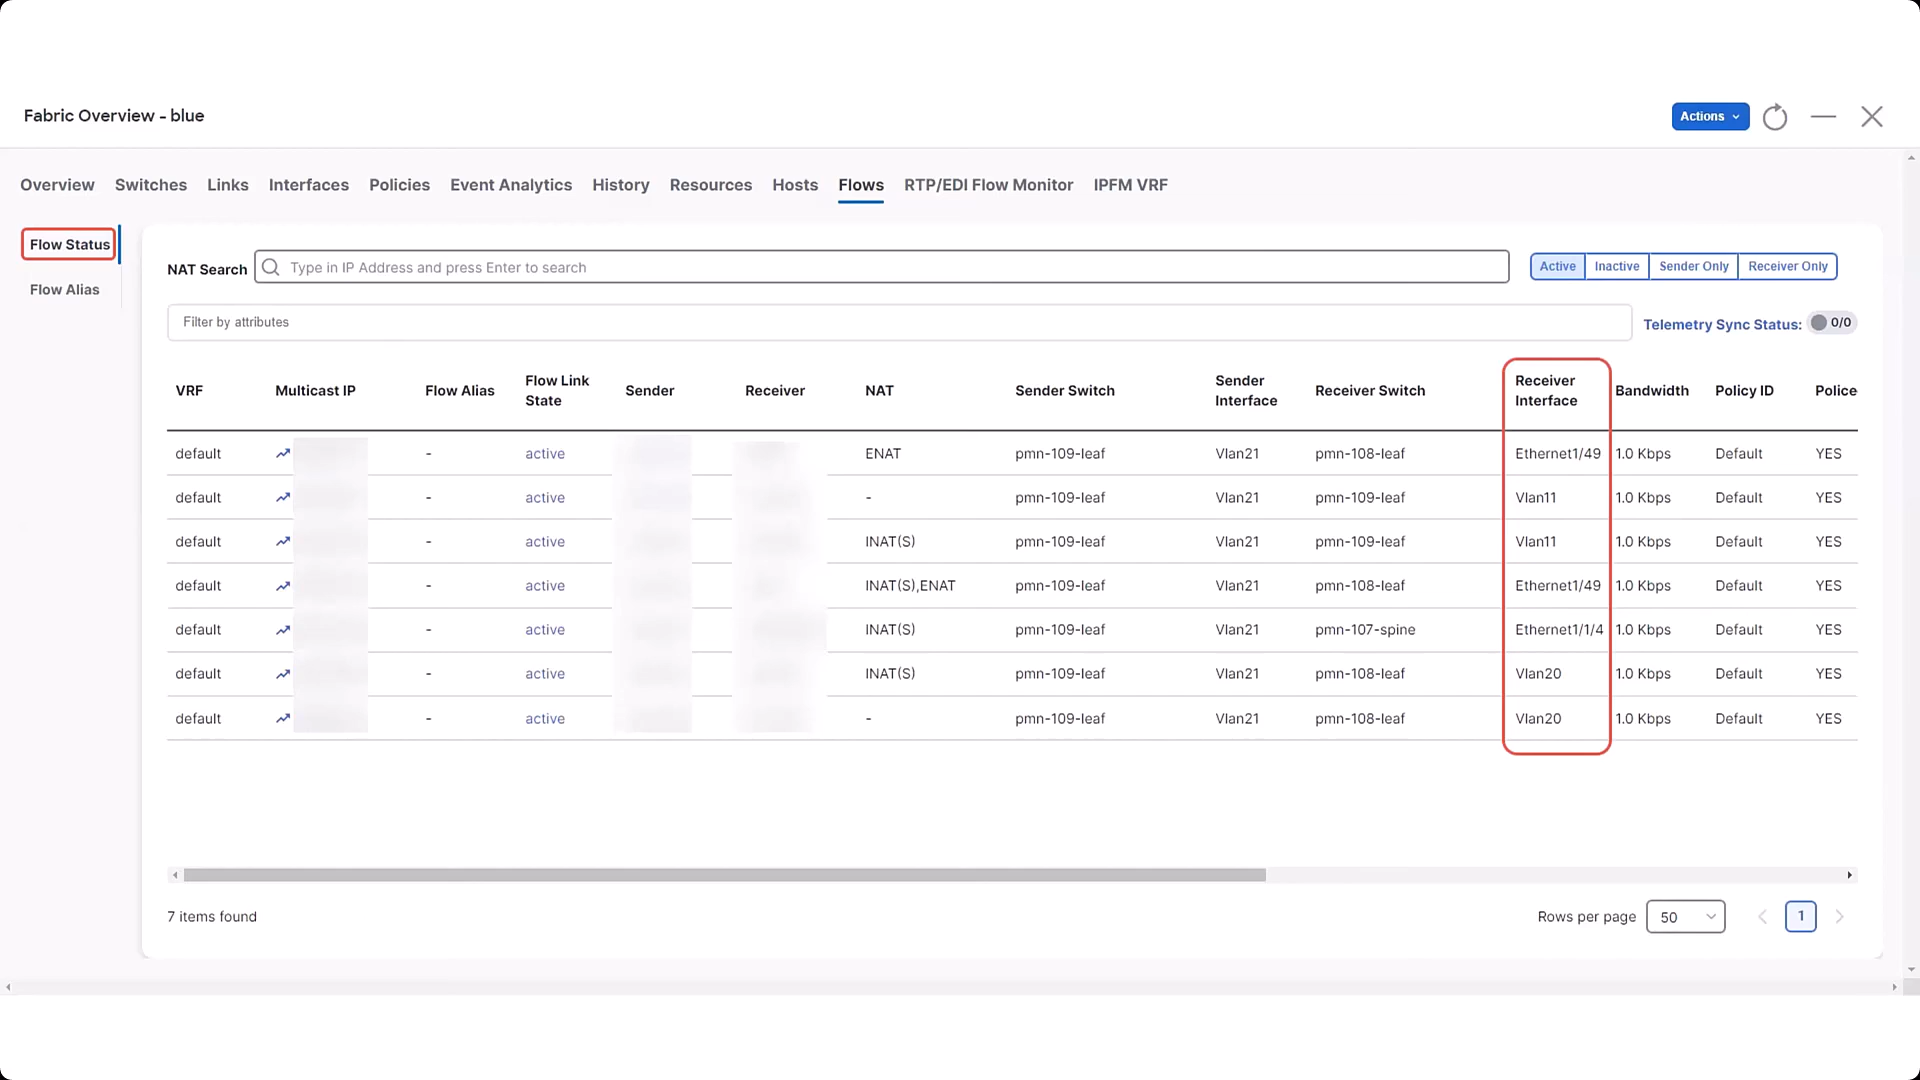 Fabric Overview - blue
Actions
Overview Switches Links Interfaces Policies Event Analytics History Resources Hosts Flows RTP/EDI Flow Monitor IPFM VRF
Flow Status
Flow Alias
NAT Search Type in IP Address and press Enter to search Active Inactive Sender Only Receiver Only
Filter by attributes Telemetry Sync Status: 0/0
VRF Multicast IP Flow Alias Flow Link State Sender Receiver NAT Sender Switch Sender Interface Receiver Switch Receiver Interface Bandwidth Policy ID Police
default - active ENAT pmn-109-leaf Vlan21 pmn-108-leaf Ethernet1/49 1.0 Kbps Default YES
default - active - pmn-109-leaf Vlan21 pmn-109-leaf Vlan11 1.0 Kbps Default YES
default - active INAT(S) pmn-109-leaf Vlan21 pmn-109-leaf Vlan11 1.0 Kbps Default YES
default - active INAT(S),ENAT pmn-109-leaf Vlan21 pmn-108-leaf Ethernet1/49 1.0 Kbps Default YES
default - active INAT(S) pmn-109-leaf Vlan21 pmn-107-spine Ethernet1/1/4 1.0 Kbps Default YES
default - active INAT(S) pmn-109-leaf Vlan21 pmn-108-leaf Vlan20 1.0 Kbps Default YES
default - active - pmn-109-leaf Vlan21 pmn-108-leaf Vlan20 1.0 Kbps Default YES
7 items found Rows per page 50 1